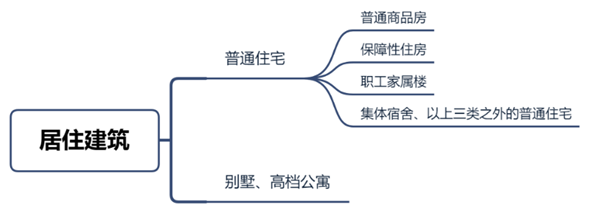 居住建筑
普通住宅
普通商品房
保障性住房
职工家属楼
集体宿舍、以上三类之外的普通住宅
别墅、高档公寓